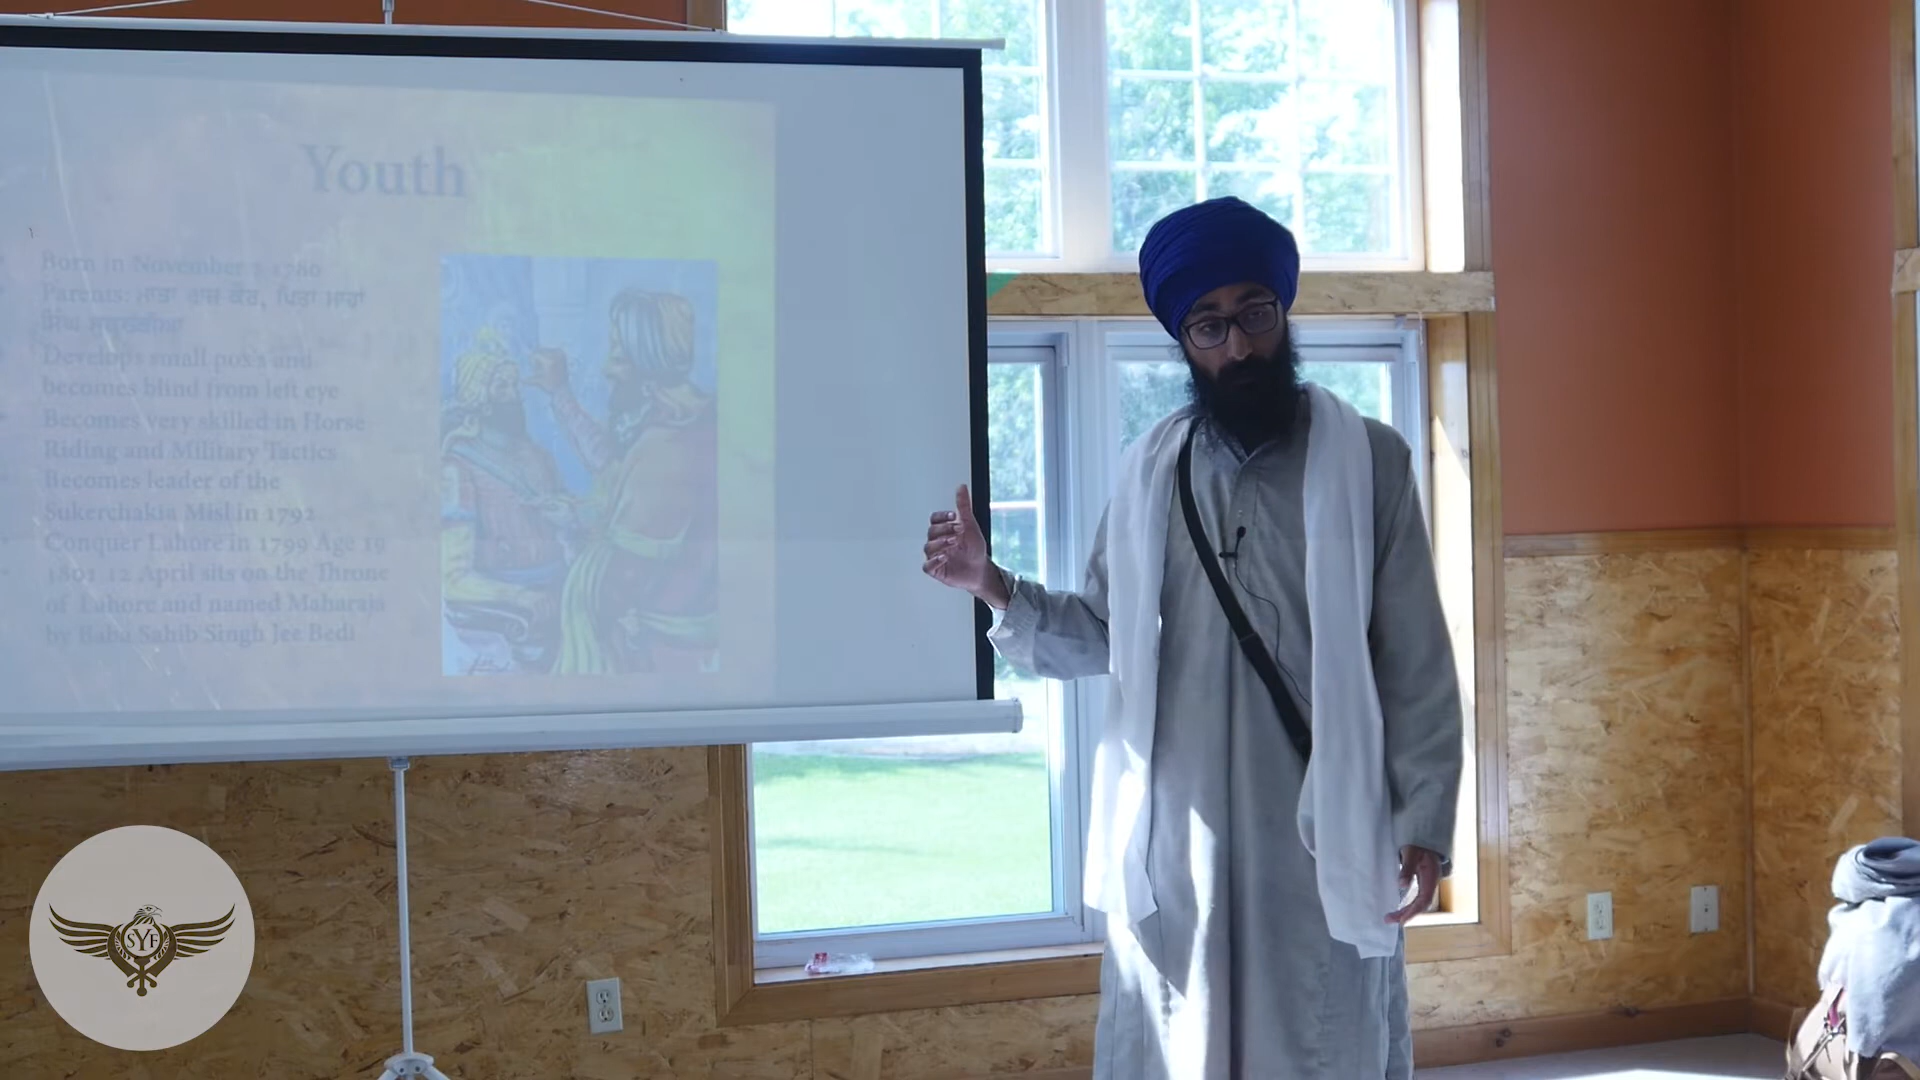 Youth
Born in November 1780
Parents: ਮਾਤਾ ਰਾਜ ਕੌਰ, ਪਿਤਾ ਮਾਹਾਂ
ਸਿੰਘ ਸੁਕਰਚੱਕੀਆ
Develops small pox's and
becomes blind from left eye
Becomes very skilled in Horse
Riding and Military Tactics
Becomes leader of the
Sukerchakia Misl in 1792
Conquer Lahore in 1799 Age 19
1801 12 April sits on the Throne
of Lahore and named Maharaja
by Baba Sahib Singh Jee Bedi
SYF